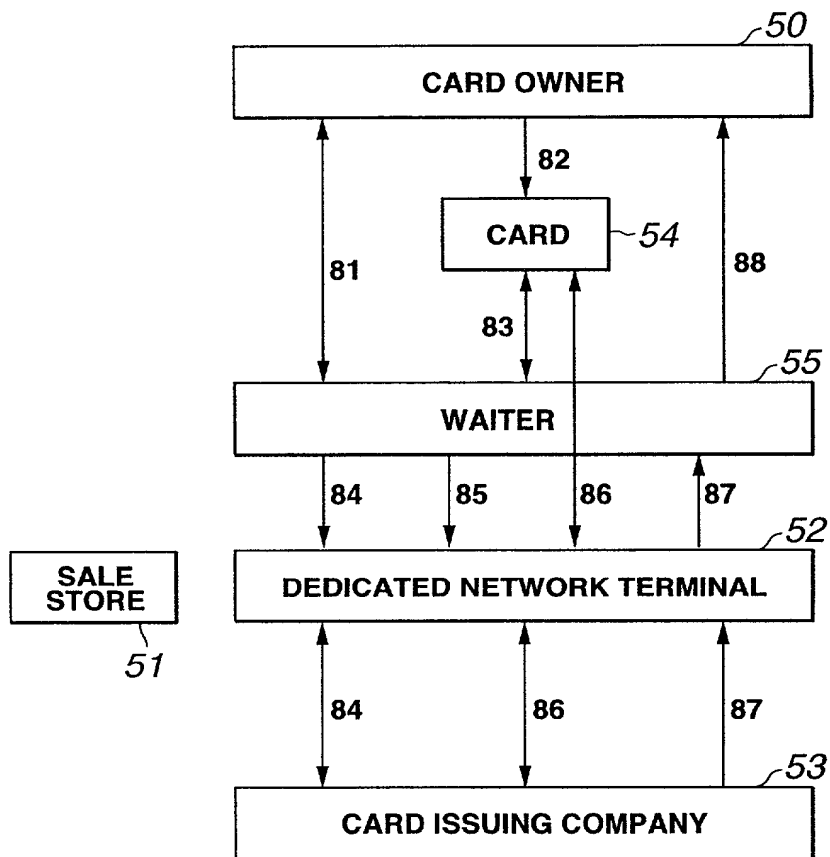 50
CARD OWNER
82
CARD
54
81
88
83
55
WAITER
84
85
86
87
52
SALE
STORE
DEDICATED NETWORK TERMINAL
51
84
86
87
53
CARD ISSUING COMPANY